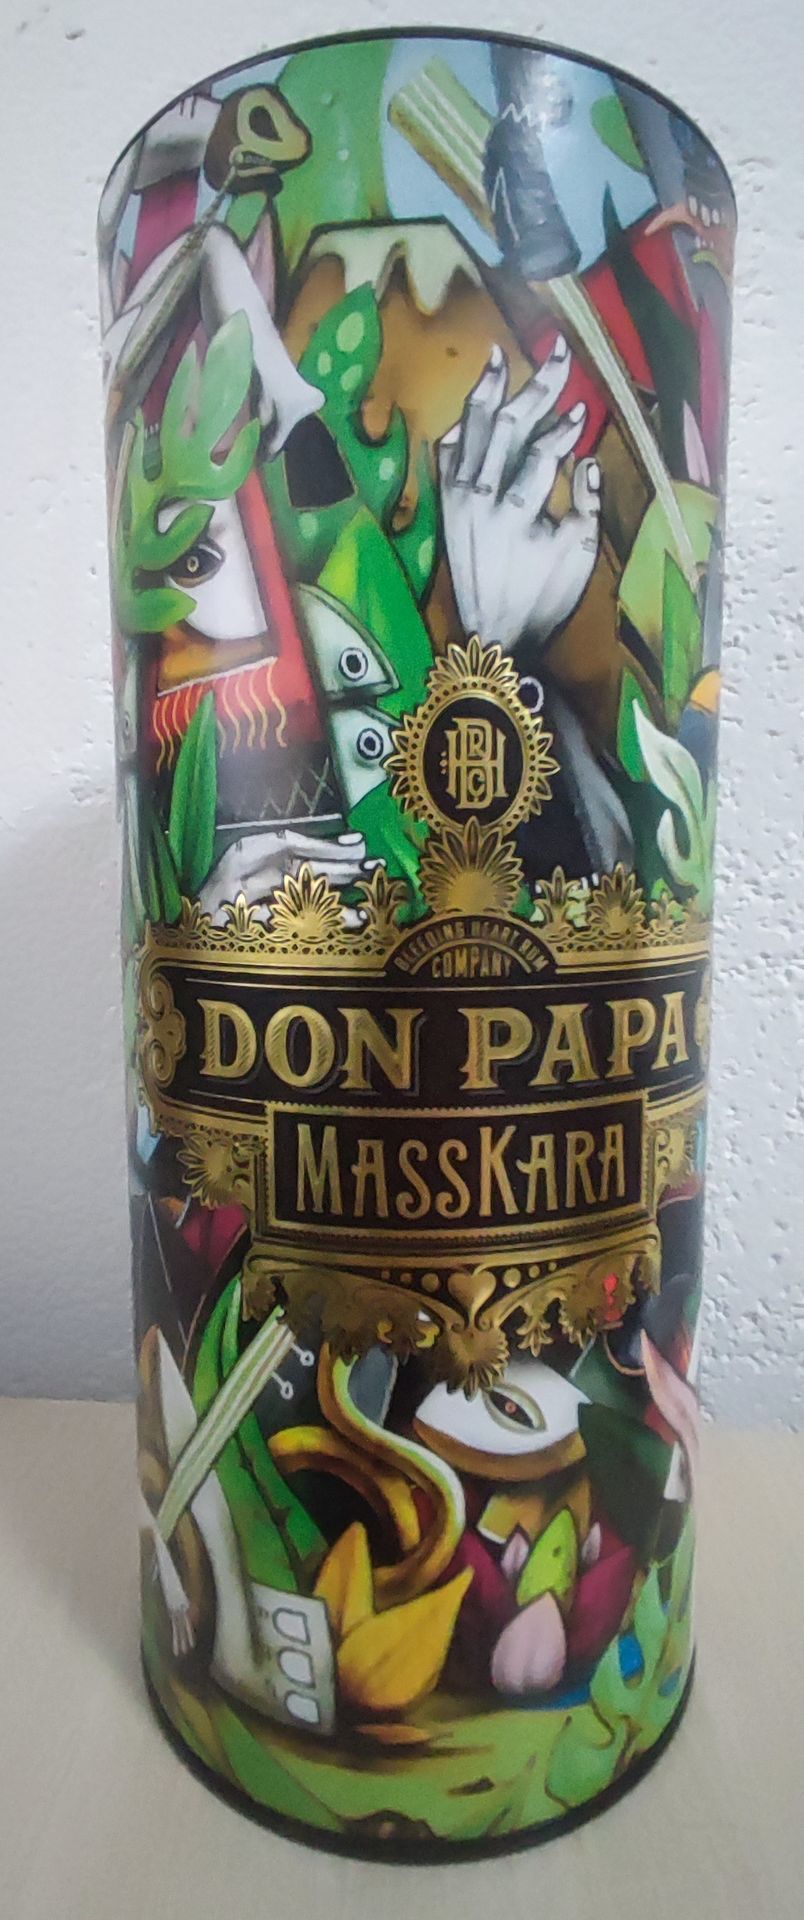 BLEEDING HEART RUM
COMPANY
DON PAPA
MASSKARA